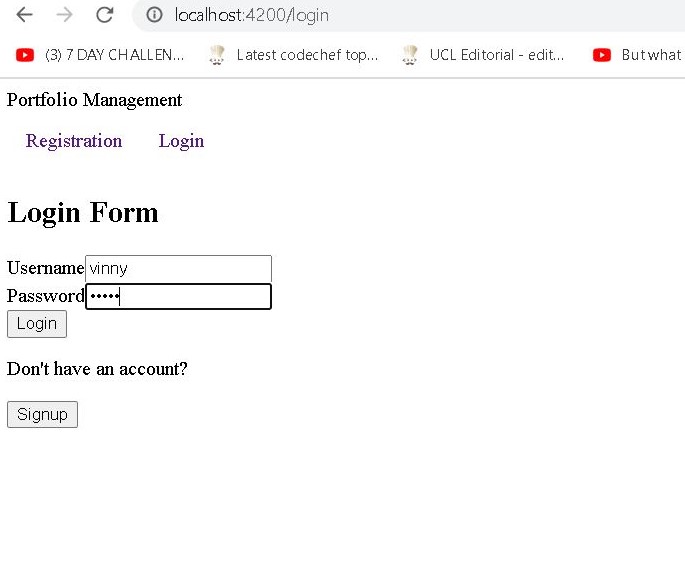 localhost:4200/login
(3) 7 DAY CHALLEN... Latest codechef top... UCL Editorial - edit... But what
Portfolio Management
Registration Login
Login Form
Username vinny
Password •••••
Login
Don't have an account?
Signup